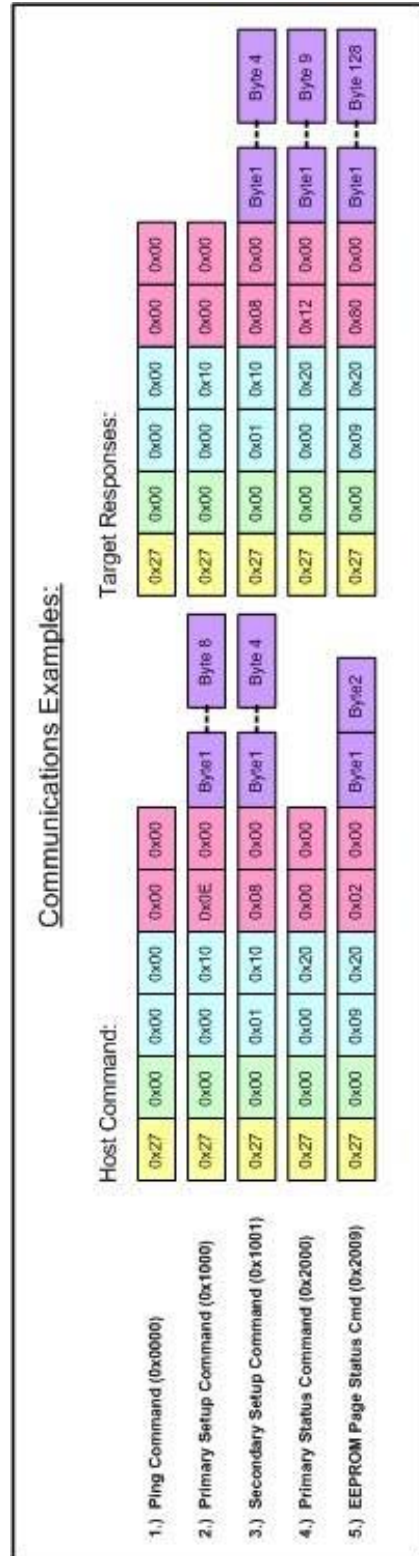 Communications Examples:
Host Command: Target Responses:
1.) Ping Command (0x0000) 0x27 0x00 0x00 0x00 0x00 0x00 0x27 0x00 0x00 0x00 0x00 0x00
2.) Primary Setup Command (0x1000) 0x27 0x00 0x00 0x10 0x0E 0x00 Byte1 Byte 6 0x27 0x00 0x00 0x10 0x00 0x00
3.) Secondary Setup Command (0x1001) 0x27 0x00 0x01 0x10 0x08 0x00 Byte1 Byte 4 0x27 0x00 0x01 0x10 0x08 0x00 Byte1 Byte 4
4.) Primary Status Command (0x2000) 0x27 0x00 0x00 0x20 0x00 0x00 0x27 0x00 0x00 0x20 0x12 0x00 Byte1 Byte 9
5.) EEPROM Page Status Cmd (0x2009) 0x27 0x00 0x09 0x20 0x02 0x00 Byte1 Byte2 0x27 0x00 0x09 0x20 0x80 0x00 Byte1 Byte 128